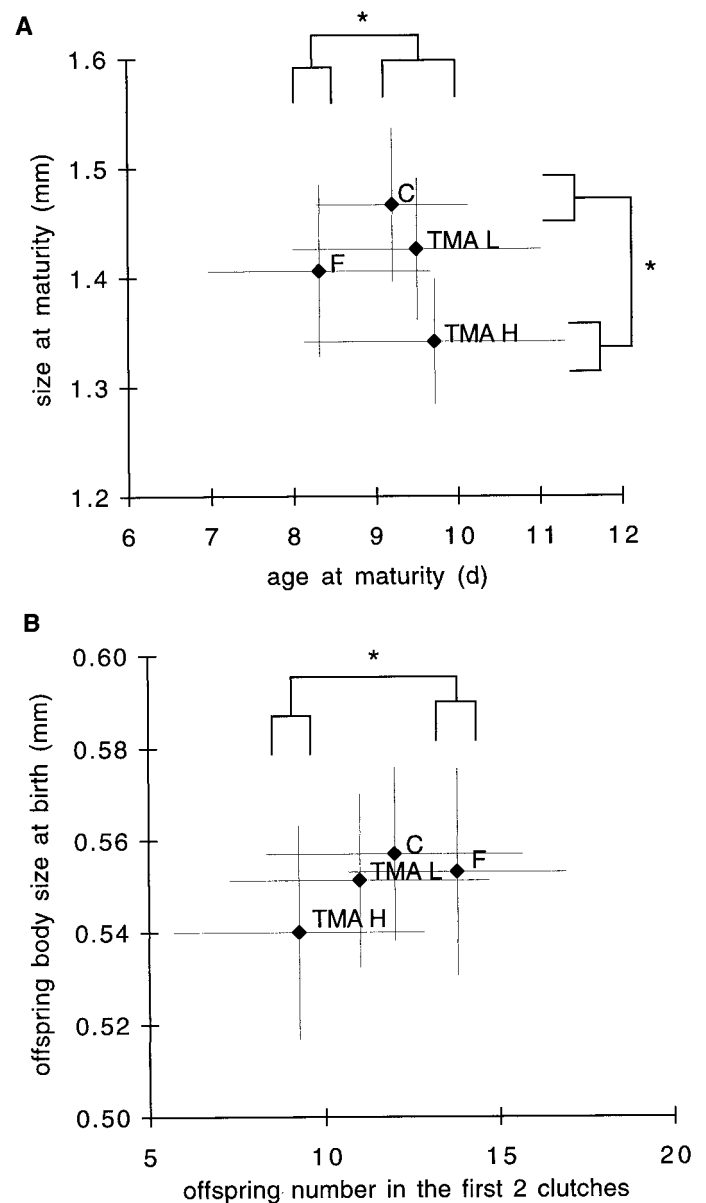 A
*
1.6
1.5
C
TMA L
*
1.4
F
TMA H
1.3
1.2
6 7 8 9 10 11 12
age at maturity (d)
size at maturity (mm)
B
*
0.60
0.58
0.56
C
F
TMA L
TMA H
0.54
0.52
0.50
5 10 15 20
offspring number in the first 2 clutches
offspring body size at birth (mm)